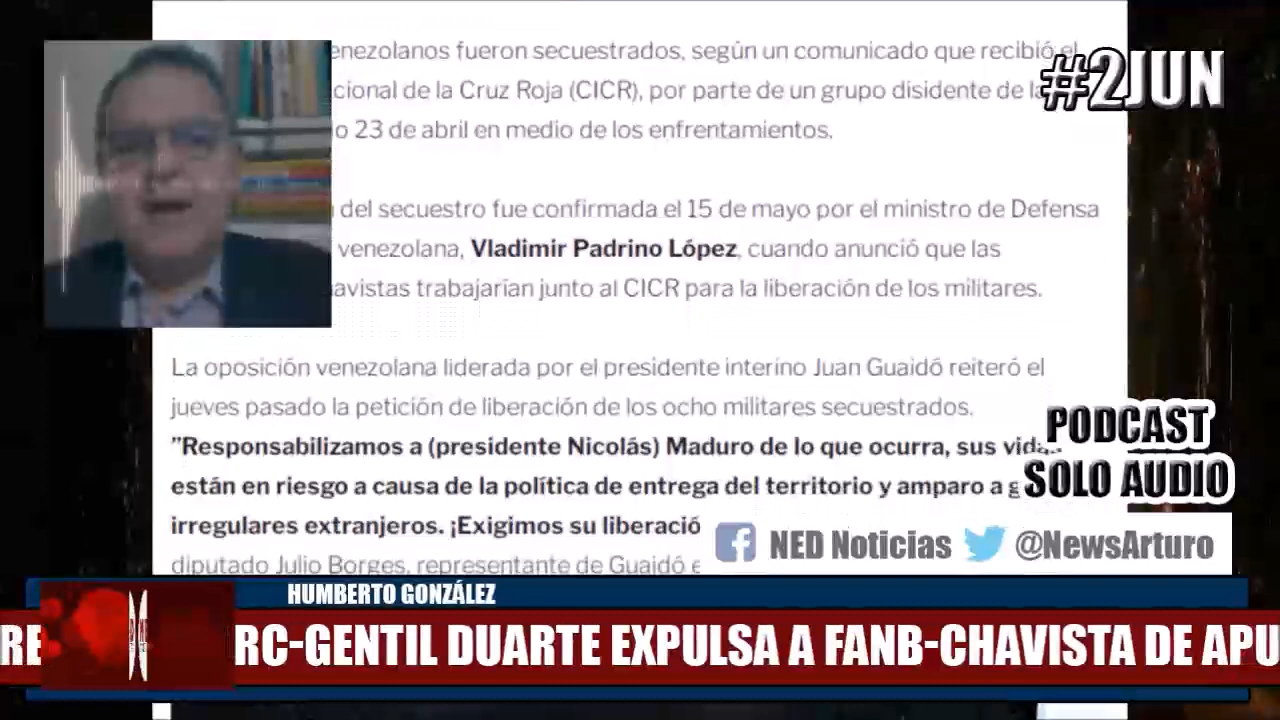 enezolanos fueron secuestrados, según un comunicado que recibió el
cional de la Cruz Roja (CICR), por parte de un grupo disidente de
o 23 de abril en medio de los enfrentamientos.
#2JUN
del secuestro fue confirmada el 15 de mayo por el ministro de Defensa
venezolana, Vladimir Padrino López, cuando anunció que las
avistas trabajarían junto al CICR para la liberación de los militares.
La oposición venezolana liderada por el presidente interino Juan Guaidó reiteró el
jueves pasado la petición de liberación de los ocho militares secuestrados.
"Responsabilizamos a (presidente Nicolás) Maduro de lo que ocurra, sus vidas
están en riesgo a causa de la política de entrega del territorio y amparo a g
irregulares extranjeros. ¡Exigimos su liberació
diputado Julio Borges, representante de Guaidó e
PODCAST
SOLO AUDIO
NED Noticias @NewsArturo
HUMBERTO GONZÁLEZ
RE RC-GENTIL DUARTE EXPULSA A FANB-CHAVISTA DE APU